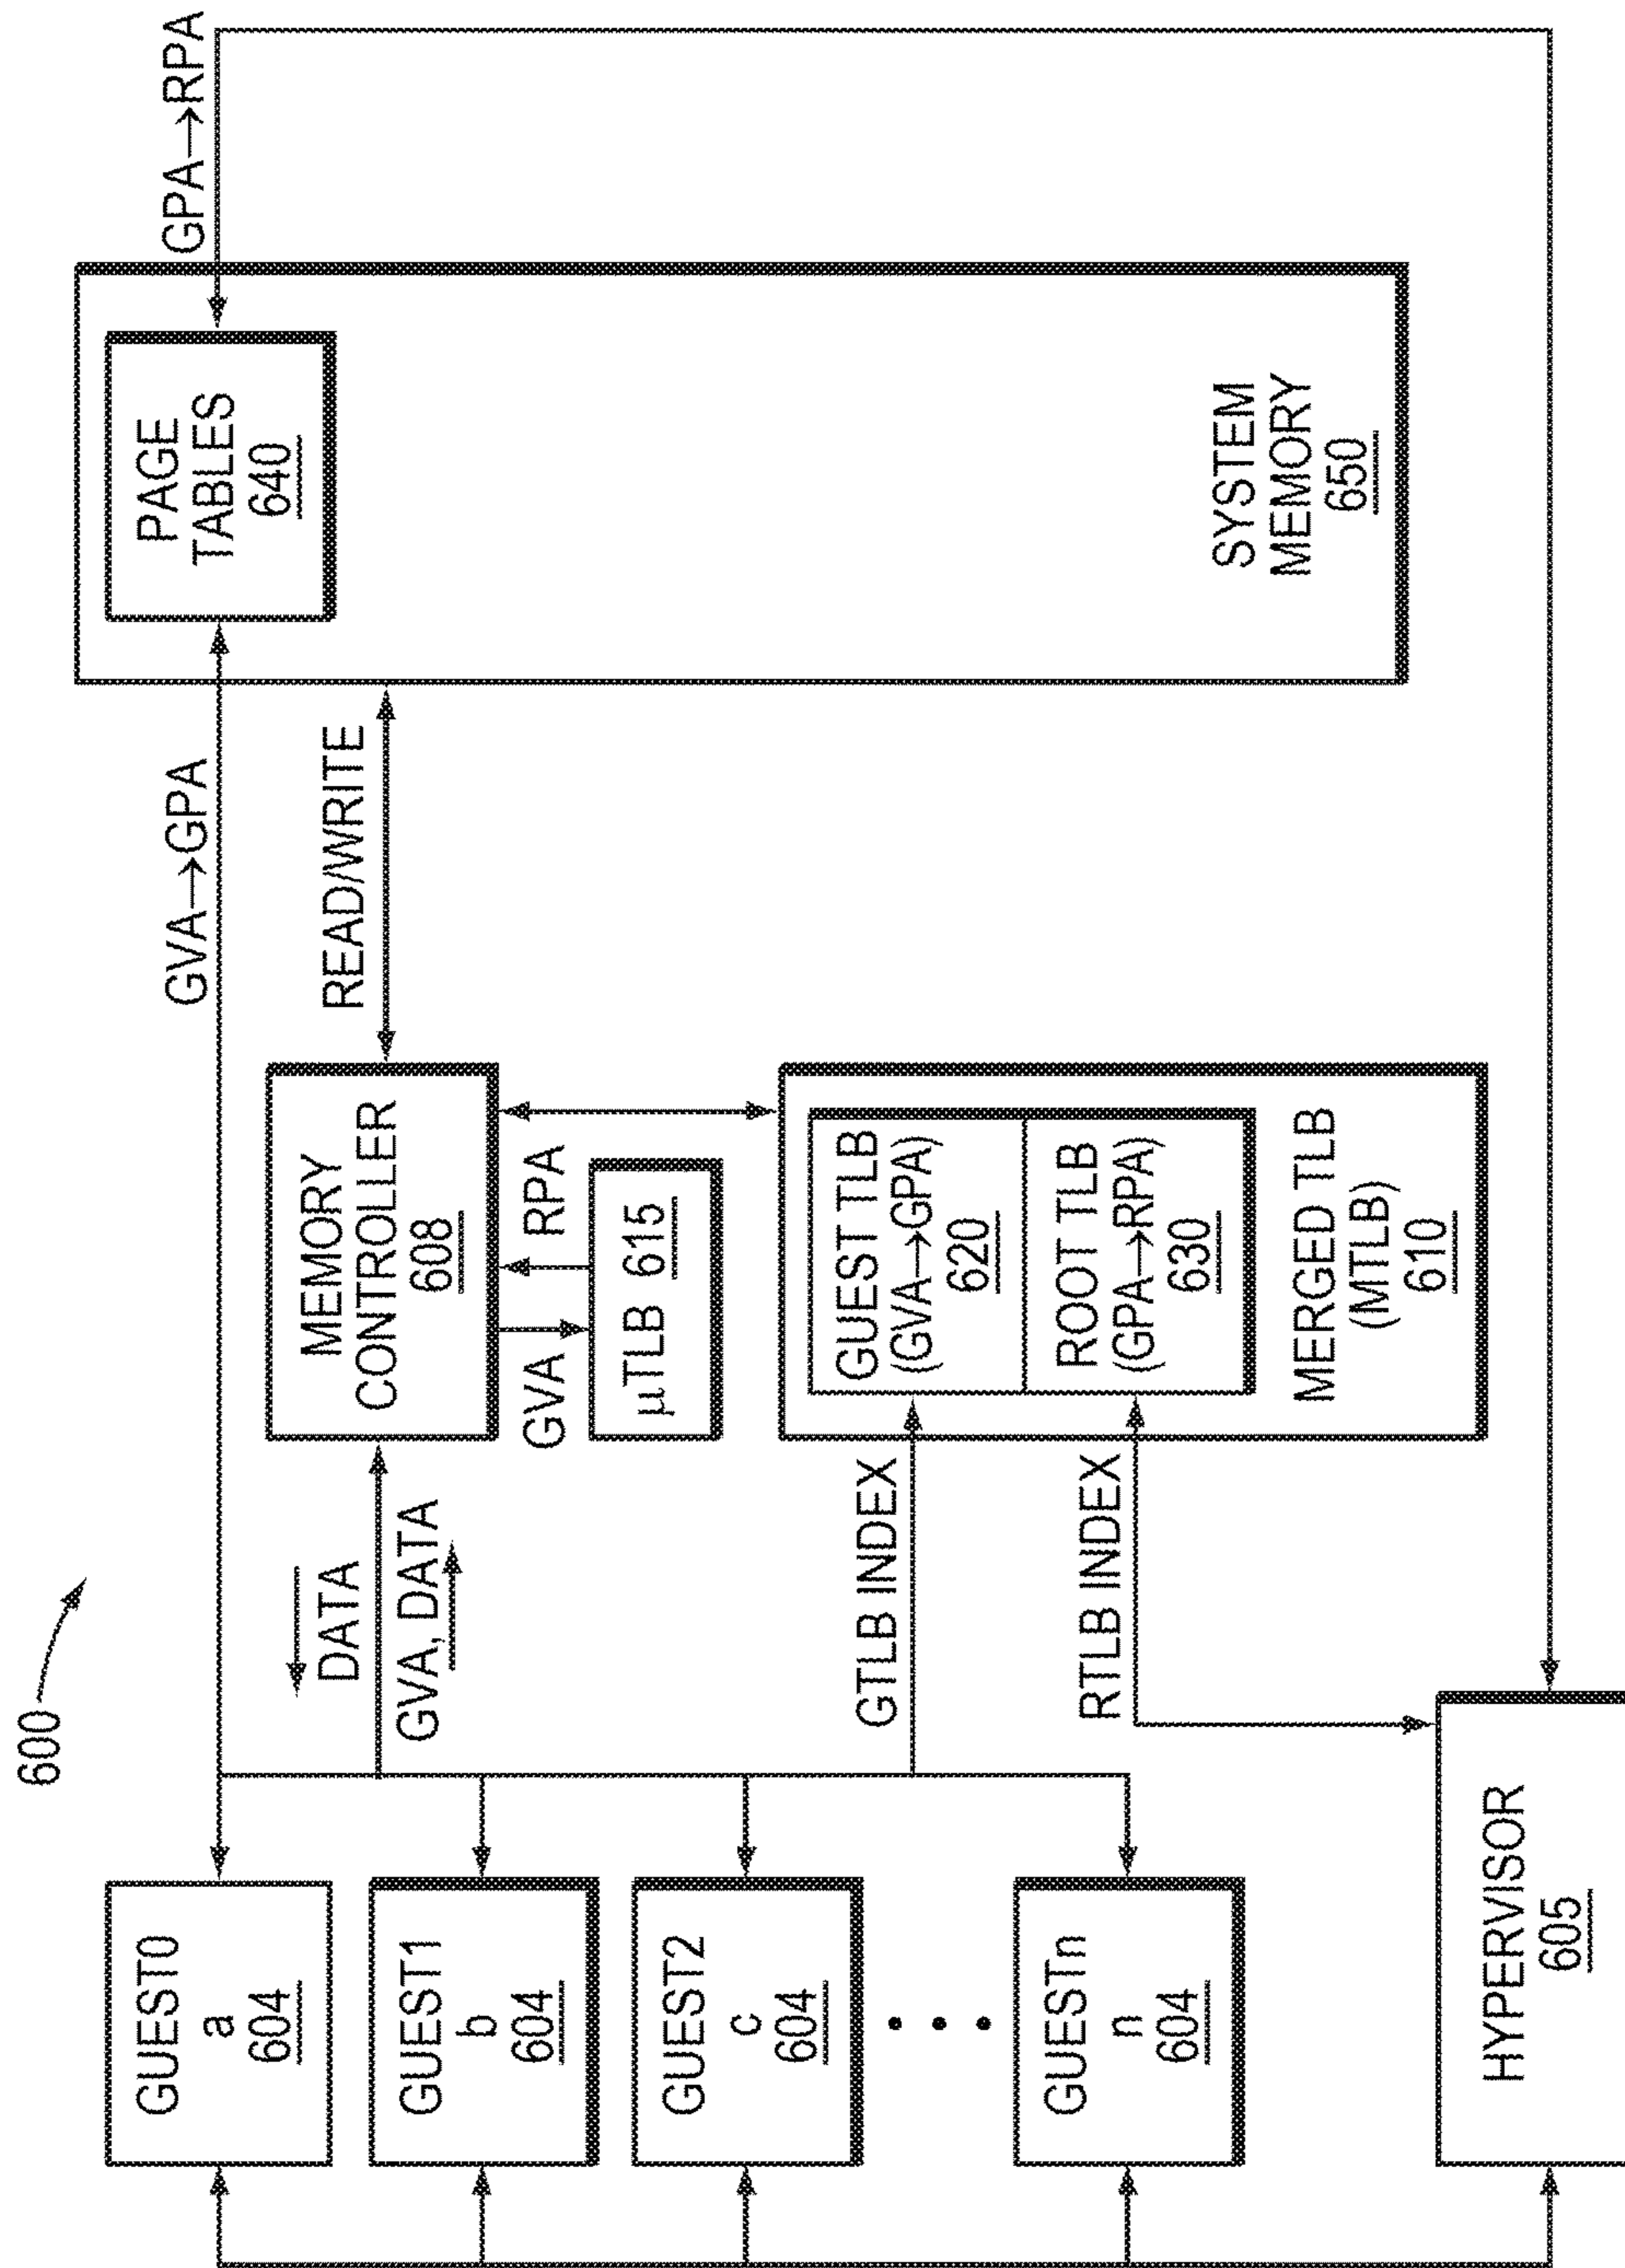 600
GUEST0
a
604
GUEST1
b
604
GUEST2
c
604
• • •
GUESTn
n
604
HYPERVISOR
605
DATA
GVA, DATA
GTLB INDEX
RTLB INDEX
MEMORY
CONTROLLER
608
GVA
RPA
μTLB 615
GUEST TLB
(GVA→GPA)
620
ROOT TLB
(GPA→RPA)
630
MERGED TLB
(MTLB)
610
GVA→GPA
READ/WRITE
PAGE
TABLES
640
SYSTEM
MEMORY
650
GPA→RPA